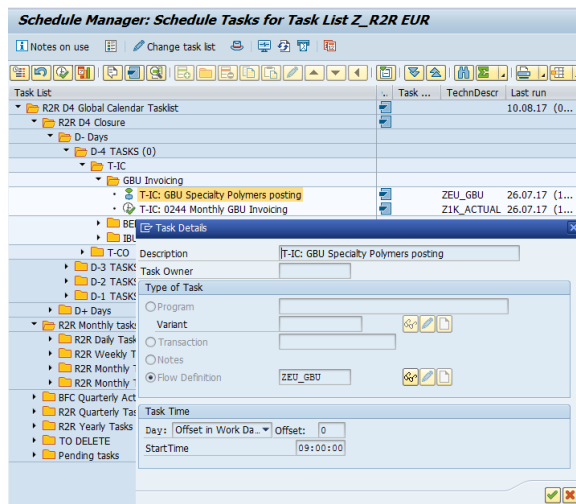 Schedule Manager: Schedule Tasks for Task List Z_R2R EUR
Notes on use Change task list
Task List .. Task ... TechnDescr Last run
R2R D4 Global Calendar Tasklist 10.08.17 (0...
R2R D4 Closure
D- Days
D-4 TASKS (0)
T-IC
GBU Invoicing
T-IC: GBU Specialty Polymers posting ZEU_GBU 26.07.17 (1...
T-IC: 0244 Monthly GBU Invoicing Z1K_ACTUAL 26.07.17 (1...
BE
IBU
T-CO
D-3 TASKS
D-2 TASKS
D-1 TASKS
D+ Days
R2R Monthly tasks
R2R Daily Task
R2R Weekly T
R2R Monthly T
R2R Monthly T
BFC Quarterly Act
R2R Quarterly Tas
R2R Yearly Tasks
TO DELETE
Pending tasks
Task Details
Description T-IC: GBU Specialty Polymers posting
Task Owner
Type of Task
Program
Variant
Transaction
Notes
Flow Definition ZEU_GBU
Task Time
Day: Offset in Work Da... Offset: 0
StartTime 09:00:00